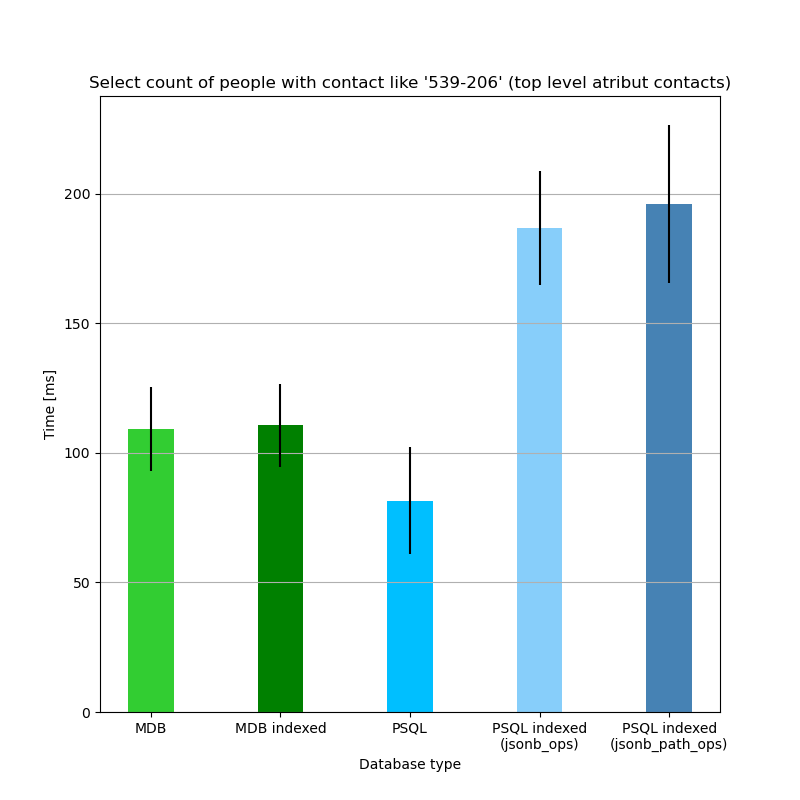 Select count of people with contact like '539-206' (top level atribut contacts)
200
150
100
50
0
Time [ms]
MDB
MDB indexed
PSQL
PSQL indexed
(jsonb_ops)
PSQL indexed
(jsonb_path_ops)
Database type